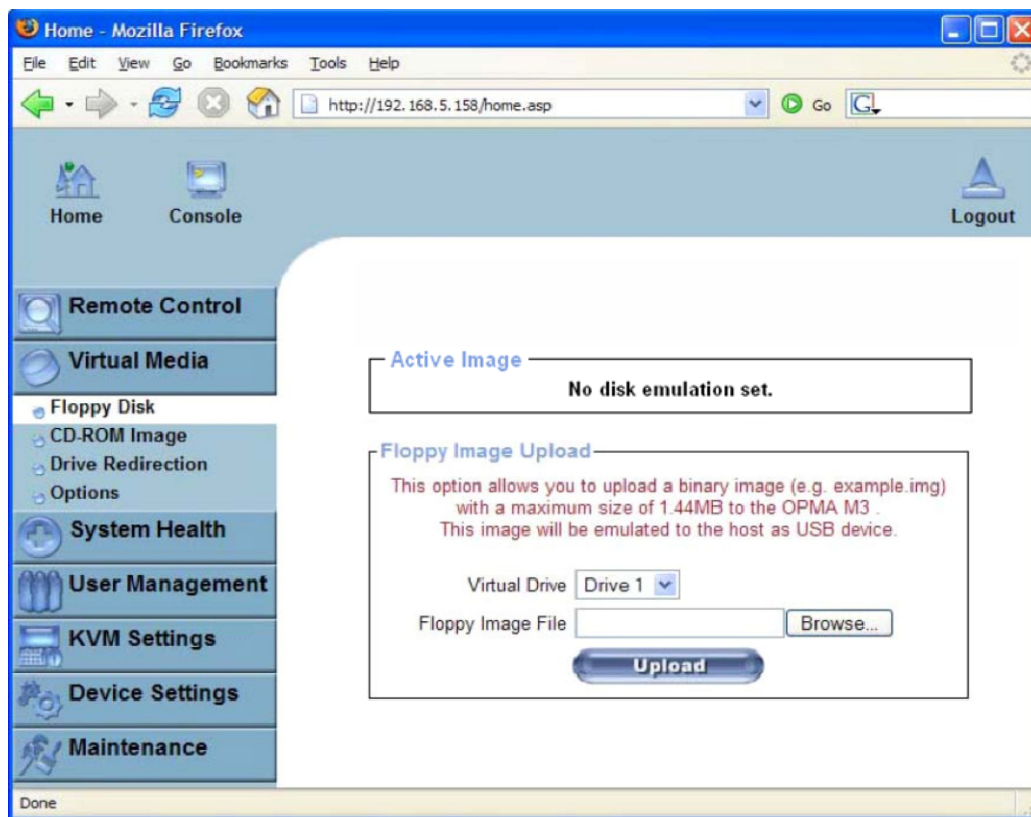 Home - Mozilla Firefox
File Edit View Go Bookmarks Tools Help
http://192.168.5.158/home.asp
Go
G
Home
Console
Logout
Remote Control
Virtual Media
Floppy Disk
CD-ROM Image
Drive Redirection
Options
System Health
User Management
KVM Settings
Device Settings
Maintenance
Active Image
No disk emulation set.
Floppy Image Upload
This option allows you to upload a binary image (e.g. example.img)
with a maximum size of 1.44MB to the OPMA M3 .
This image will be emulated to the host as USB device.
Virtual Drive Drive 1
Floppy Image File Browse...
Upload
Done